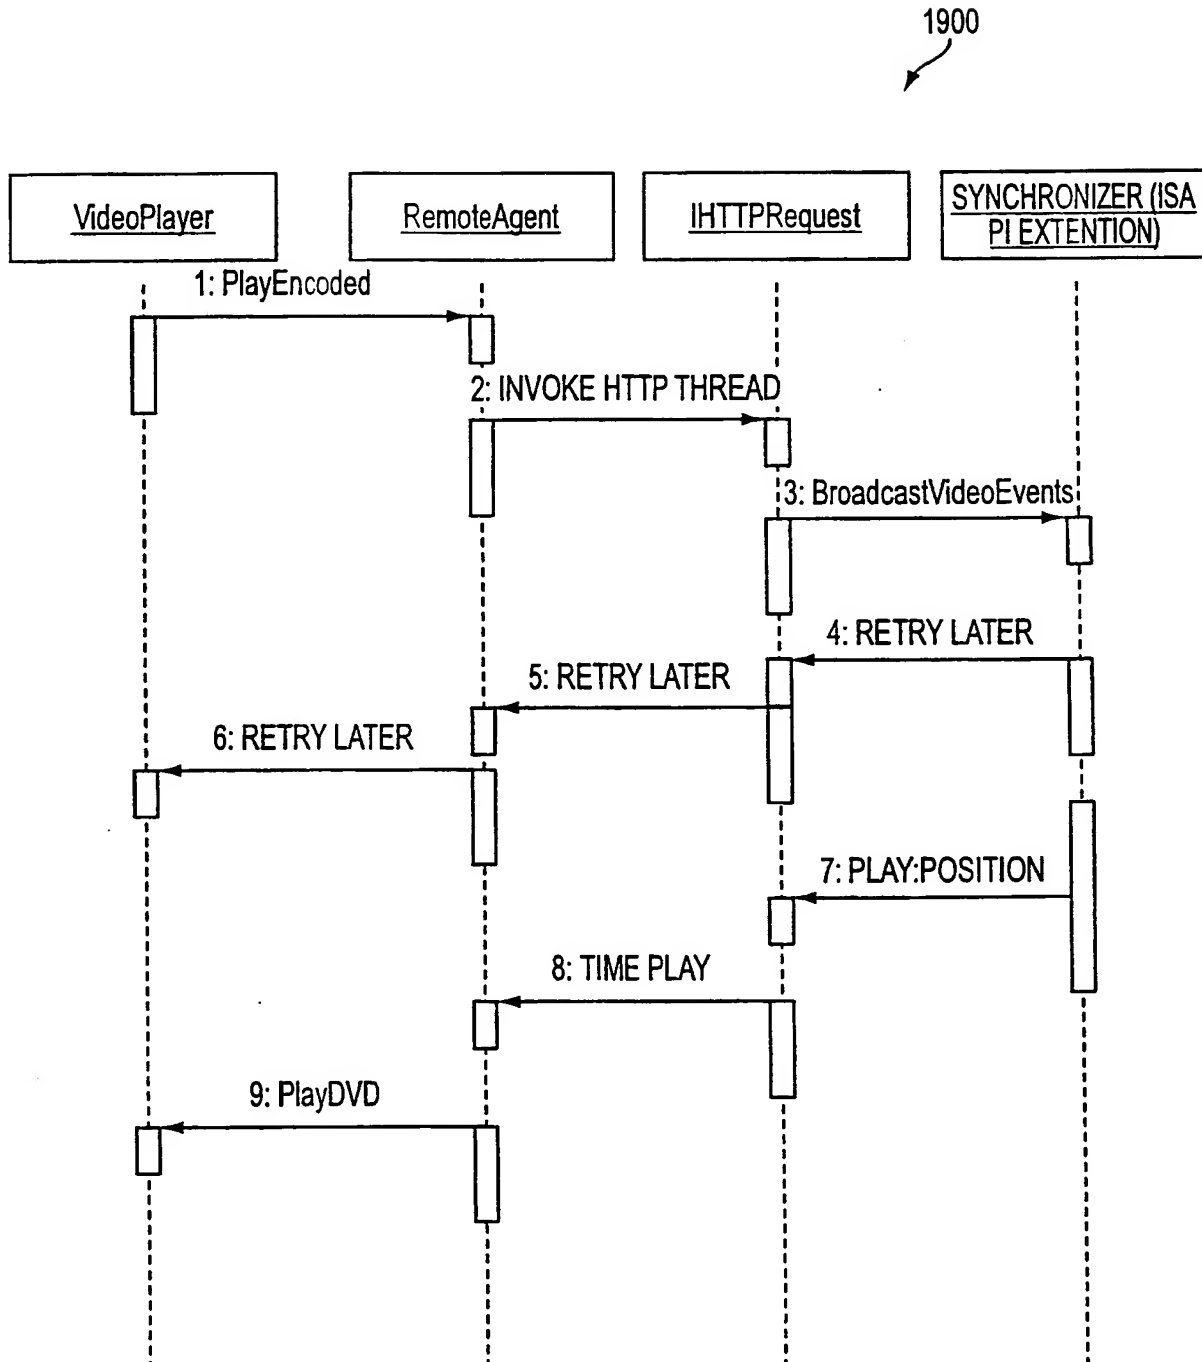 1900
VideoPlayer
RemoteAgent
IHTTPRequest
SYNCHRONIZER (ISA
PI EXTENTION)
1: PlayEncoded
2: INVOKE HTTP THREAD
3: BroadcastVideoEvents
4: RETRY LATER
5: RETRY LATER
6: RETRY LATER
7: PLAY:POSITION
8: TIME PLAY
9: PlayDVD